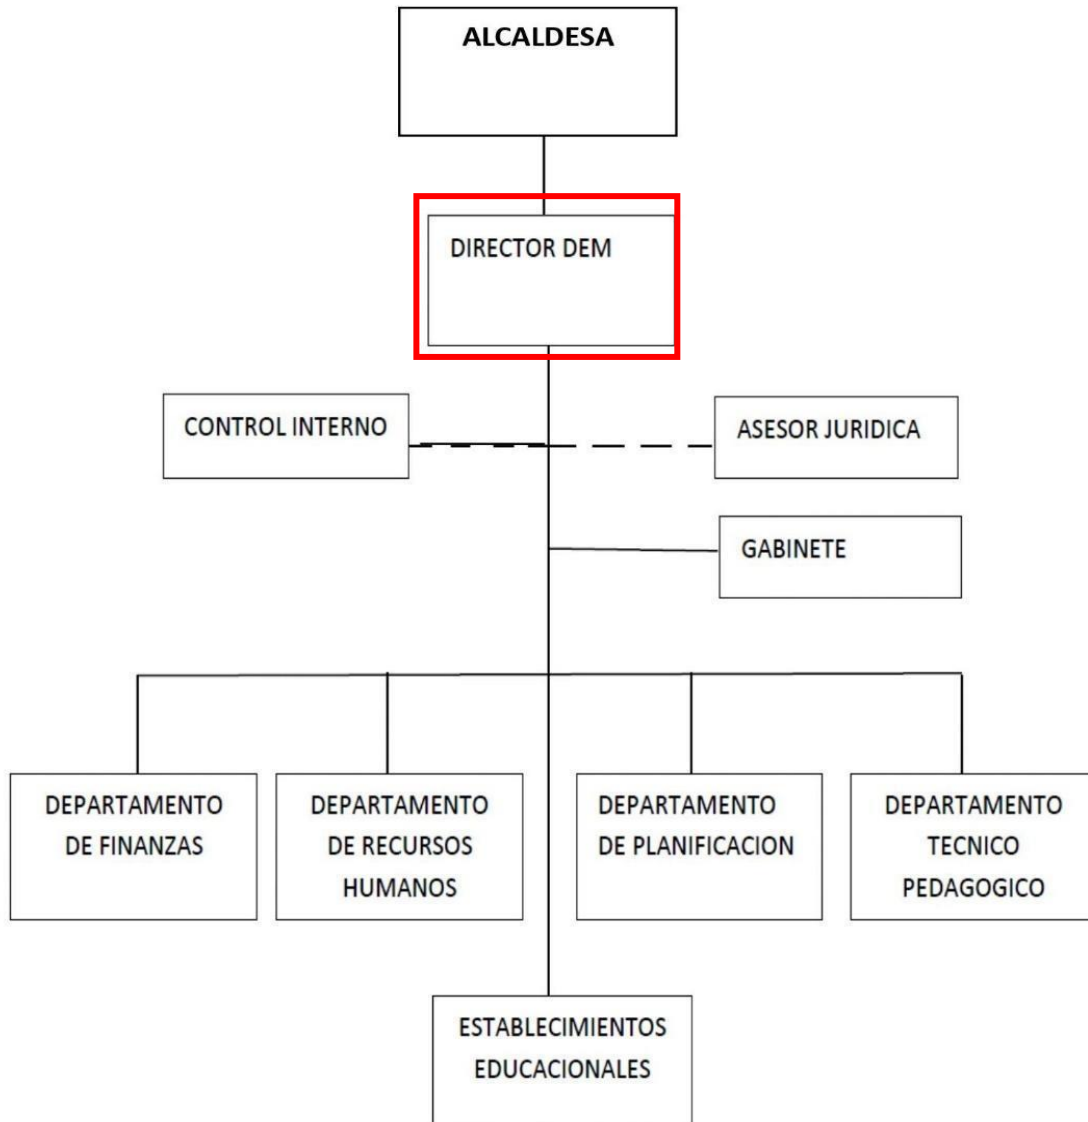 ALCALDESA
DIRECTOR DEM
CONTROL INTERNO
ASESOR JURIDICA
GABINETE
DEPARTAMENTO
DE FINANZAS
DEPARTAMENTO
DE RECURSOS
HUMANOS
DEPARTAMENTO
DE PLANIFICACION
DEPARTAMENTO
TECNICO
PEDAGOGICO
ESTABLECIMIENTOS
EDUCACIONALES